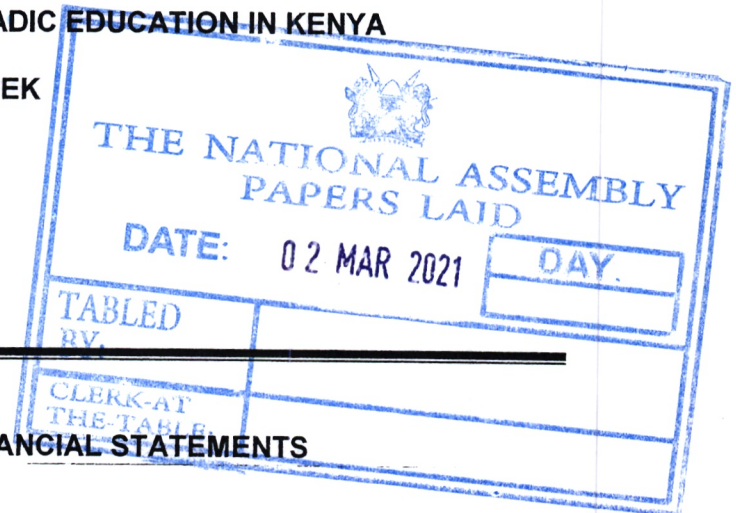 ADIC EDUCATION IN KENYA
EK
THE NATIONAL ASSEMBLY
PAPERS LAID
DATE: 02 MAR 2021 DAY.
TABLED
BY:
CLERK-AT
THE-TABLE:
ANCIAL STATEMENTS